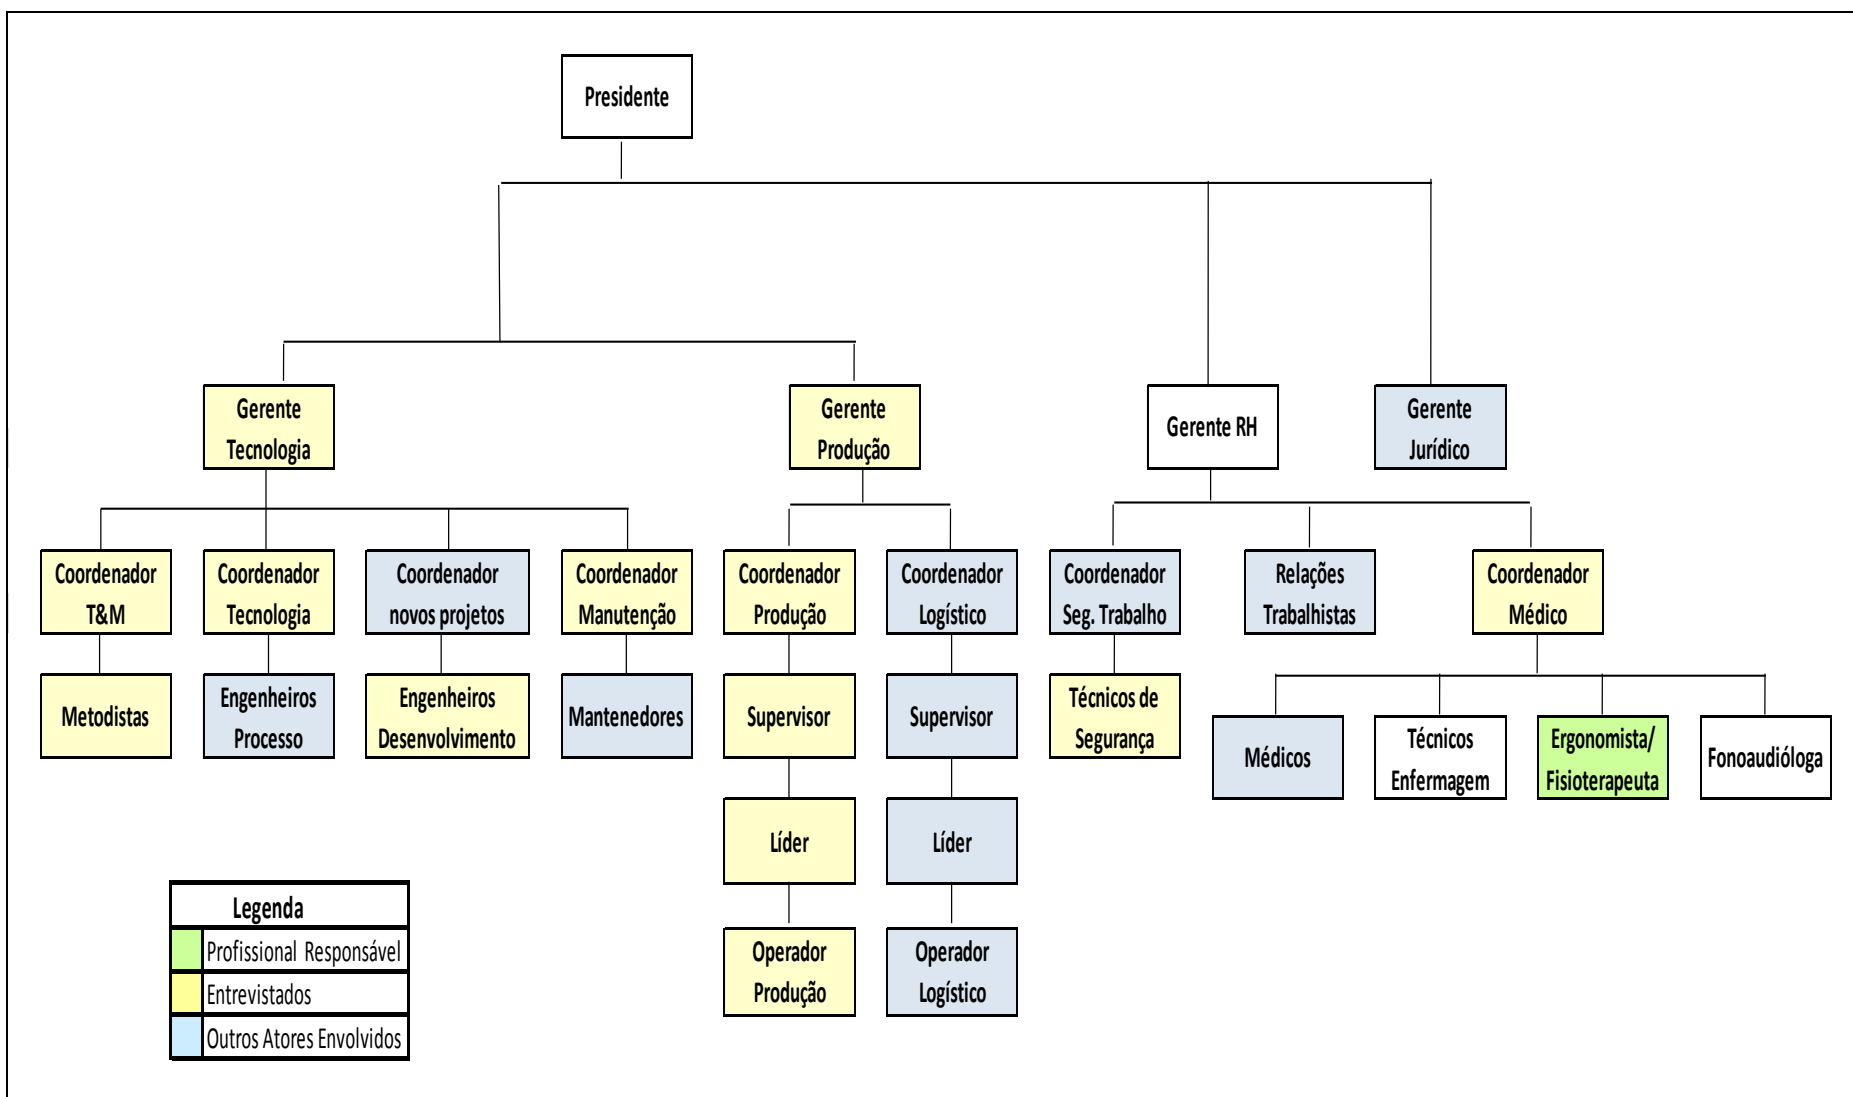 Presidente
Gerente
Tecnologia
Gerente
Produção
Gerente RH
Gerente
Jurídico
Coordenador
T&M
Coordenador
Tecnologia
Coordenador
novos projetos
Coordenador
Manutenção
Coordenador
Produção
Coordenador
Logístico
Coordenador
Seg. Trabalho
Relações
Trabalhistas
Coordenador
Médico
Metodistas
Engenheiros
Processo
Engenheiros
Desenvolvimento
Mantenedores
Supervisor
Supervisor
Técnicos de
Segurança
Médicos
Técnicos
Enfermagem
Ergonomista/
Fisioterapeuta
Fonoaudióloga
Líder
Líder
Operador
Produção
Operador
Logístico
Legenda
Profissional Responsável
Entrevistados
Outros Atores Envolvidos